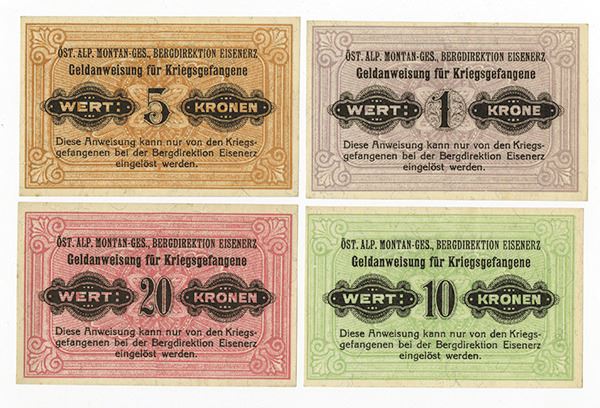 ÖST. ALP. MONTAN-GES., BERGDIREKTION EISENERZ
Geldanweisung für Kriegsgefangene
WERT: 5 KRONEN
Diese Anweisung kann nur von den Kriegs-
gefangenen bei der Bergdirektion Eisenerz
eingelöst werden.
ÖST. ALP. MONTAN-GES., BERGDIREKTION EISENERZ
Geldanweisung für Kriegsgefangene
WERT: 1 KRONE
Diese Anweisung kann nur von den Kriegs-
gefangenen bei der Bergdirektion Eisenerz
eingelöst werden.
ÖST. ALP. MONTAN-GES., BERGDIREKTION EISENERZ
Geldanweisung für Kriegsgefangene
WERT: 20 KRONEN
Diese Anweisung kann nur von den Kriegs-
gefangenen bei der Bergdirektion Eisenerz
eingelöst werden.
ÖST. ALP. MONTAN-GES., BERGDIREKTION EISENERZ
Geldanweisung für Kriegsgefangene
WERT: 10 KRONEN
Diese Anweisung kann nur von den Kriegs-
gefangenen bei der Bergdirektion Eisenerz
eingelöst werden.